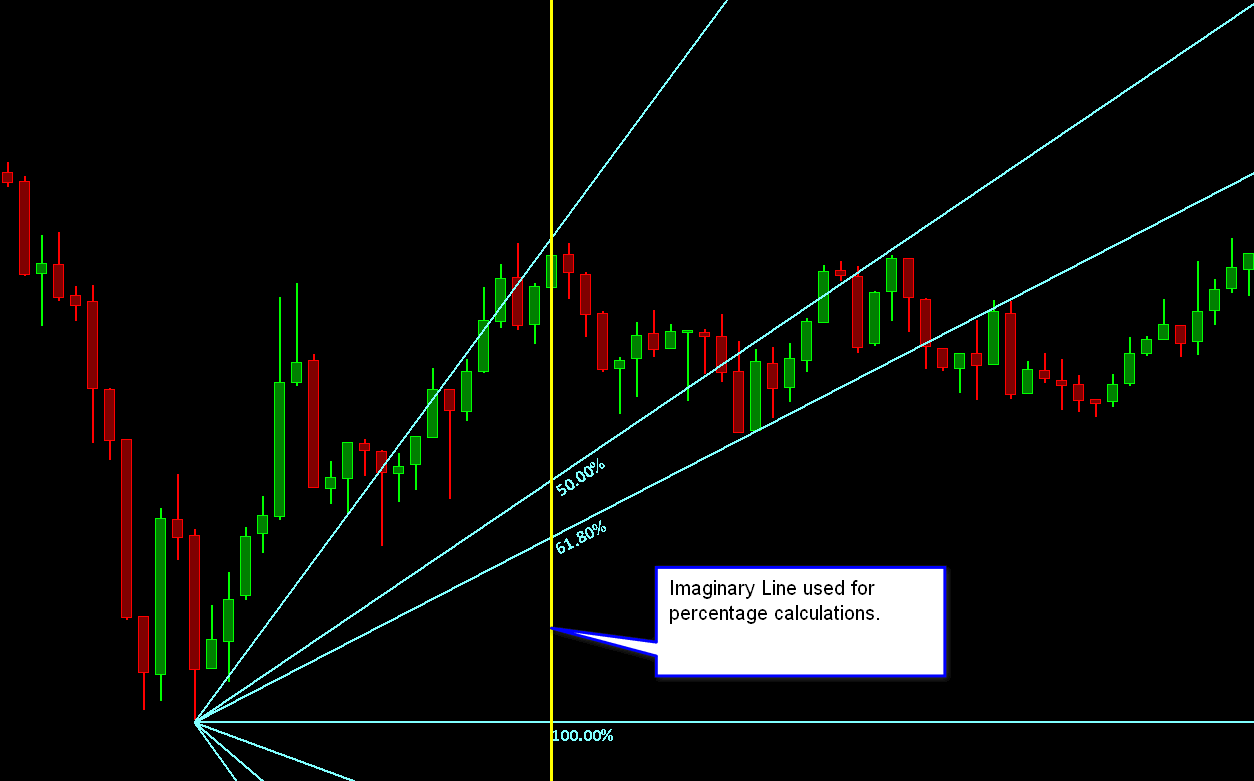 50.00%
61.80%
Imaginary Line used for
percentage calculations.
100.00%